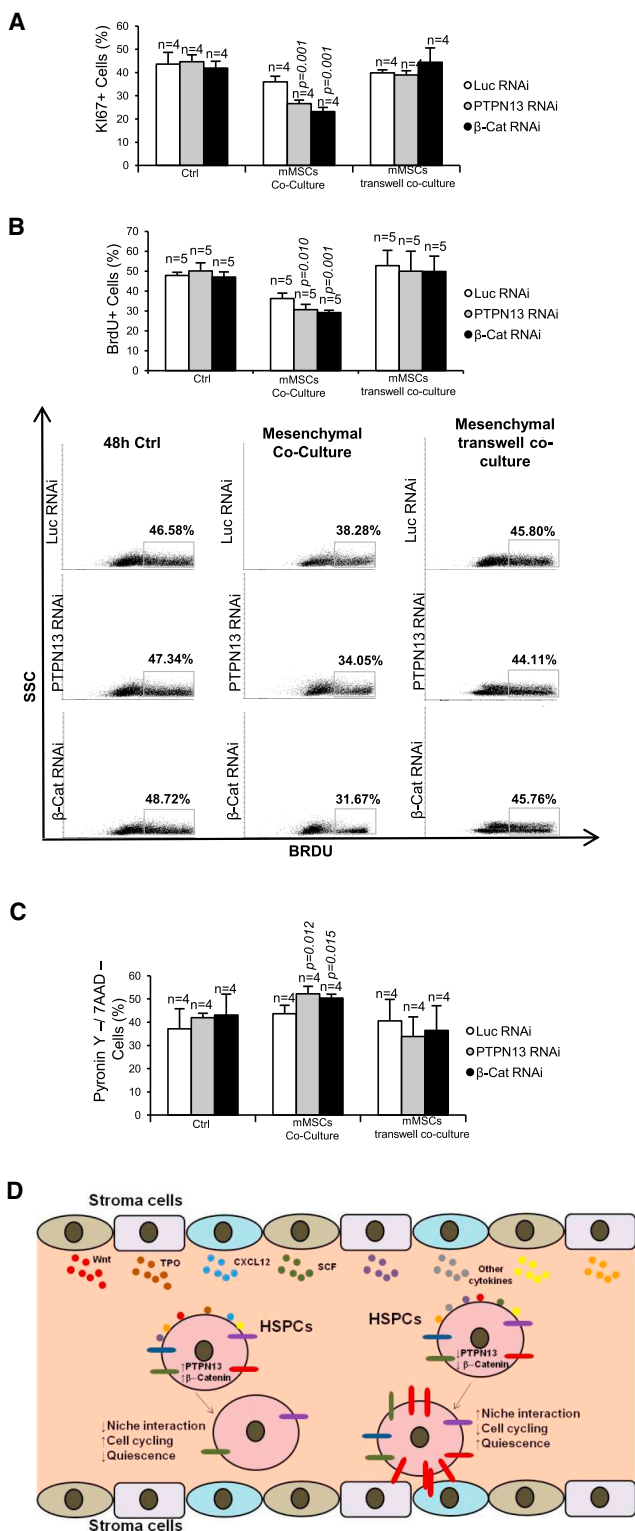 A
KI67+ Cells (%)
60
50
40
30
20
10
0
n=4
n=4
n=4
n=4
n=4
p=0.001
n=4
p=0.001
n=4
n=4
n=4
Ctrl
mMSCs
Co-Culture
mMSCs
transwell co-culture
Luc RNAi
PTPN13 RNAi
β-Cat RNAi
B
BrdU+ Cells (%)
70
60
50
40
30
20
10
0
n=5
n=5
n=5
n=5
n=5
p=0.010
n=5
p=0.001
n=5
n=5
n=5
Ctrl
mMSCs
Co-Culture
mMSCs
transwell co-culture
Luc RNAi
PTPN13 RNAi
β-Cat RNAi
48h Ctrl
Mesenchymal
Co-Culture
Mesenchymal
transwell co-
culture
SSC
Luc RNAi
46.58%
Luc RNAi
38.28%
Luc RNAi
45.80%
PTPN13 RNAi
47.34%
PTPN13 RNAi
34.05%
PTPN13 RNAi
44.11%
β-Cat RNAi
48.72%
β-Cat RNAi
31.67%
β-Cat RNAi
45.76%
BRDU
C
Pyronin Y –/ 7AAD –
Cells (%)
70
60
50
40
30
20
10
0
n=4
n=4
n=4
n=4
n=4
p=0.012
n=4
p=0.015
n=4
n=4
n=4
Ctrl
mMSCs
Co-Culture
mMSCs
transwell co-culture
Luc RNAi
PTPN13 RNAi
β-Cat RNAi
D
Stroma cells
Wnt
TPO
CXCL12
SCF
Other
cytokines
HSPCs
↑PTPN13
↑β–Catenin
↓Niche interaction
↑Cell cycling
↓Quiescence
HSPCs
↓PTPN13
↓β–Catenin
↑Niche interaction
↓Cell cycling
↑Quiescence
Stroma cells